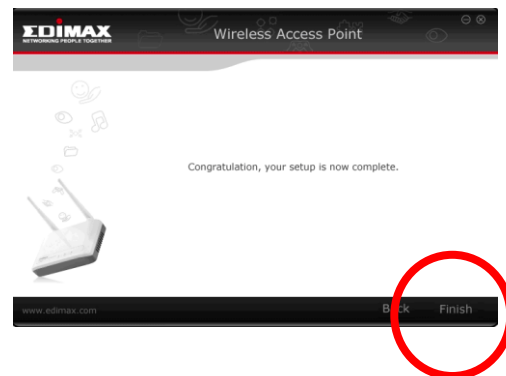 EDIMAX
NETWORKING PEOPLE TOGETHER
Wireless Access Point
Congratulation, your setup is now complete.
www.edimax.com
Back Finish